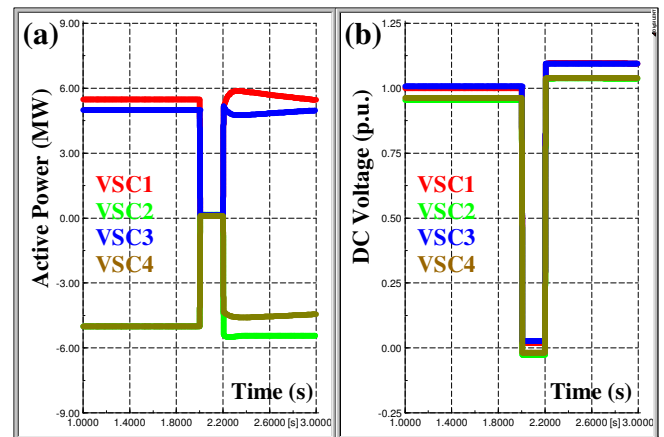 (a)
Active Power (MW)
9.00
6.00
3.00
0.00
-3.00
-6.00
-9.00
VSC1
VSC2
VSC3
VSC4
Time (s)
1.0000 1.4000 1.8000 2.2000 2.6000 [s] 3.0000
(b)
DC Voltage (p.u.)
1.25
1.00
0.75
0.50
0.25
0.00
-0.25
VSC1
VSC2
VSC3
VSC4
Time (s)
1.0000 1.4000 1.8000 2.2000 2.6000 [s] 3.0000